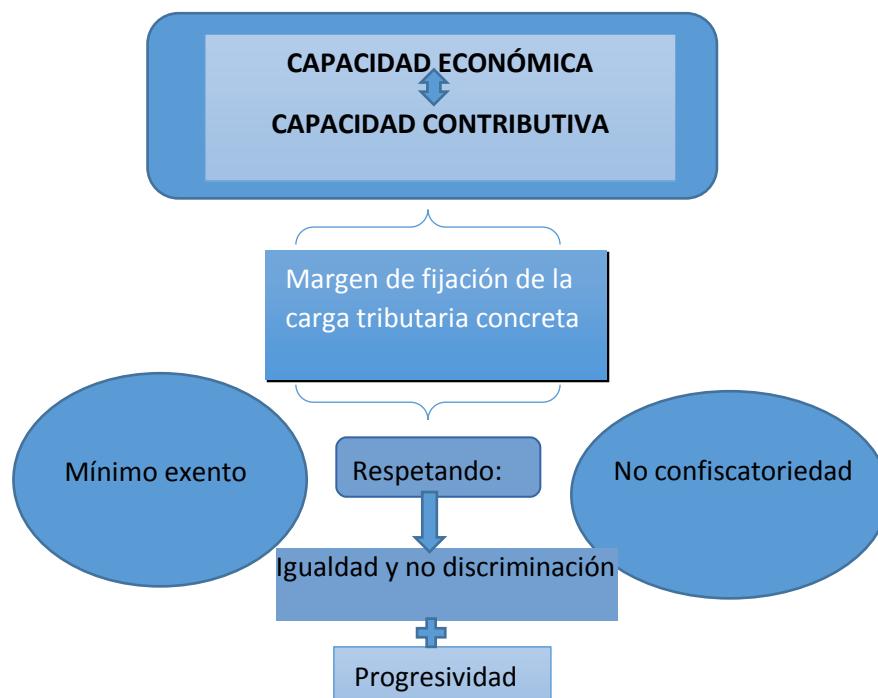 CAPACIDAD ECONÓMICA
CAPACIDAD CONTRIBUTIVA
Margen de fijación de la
carga tributaria concreta
Mínimo exento
Respetando:
No confiscatoriedad
Igualdad y no discriminación
Progresividad